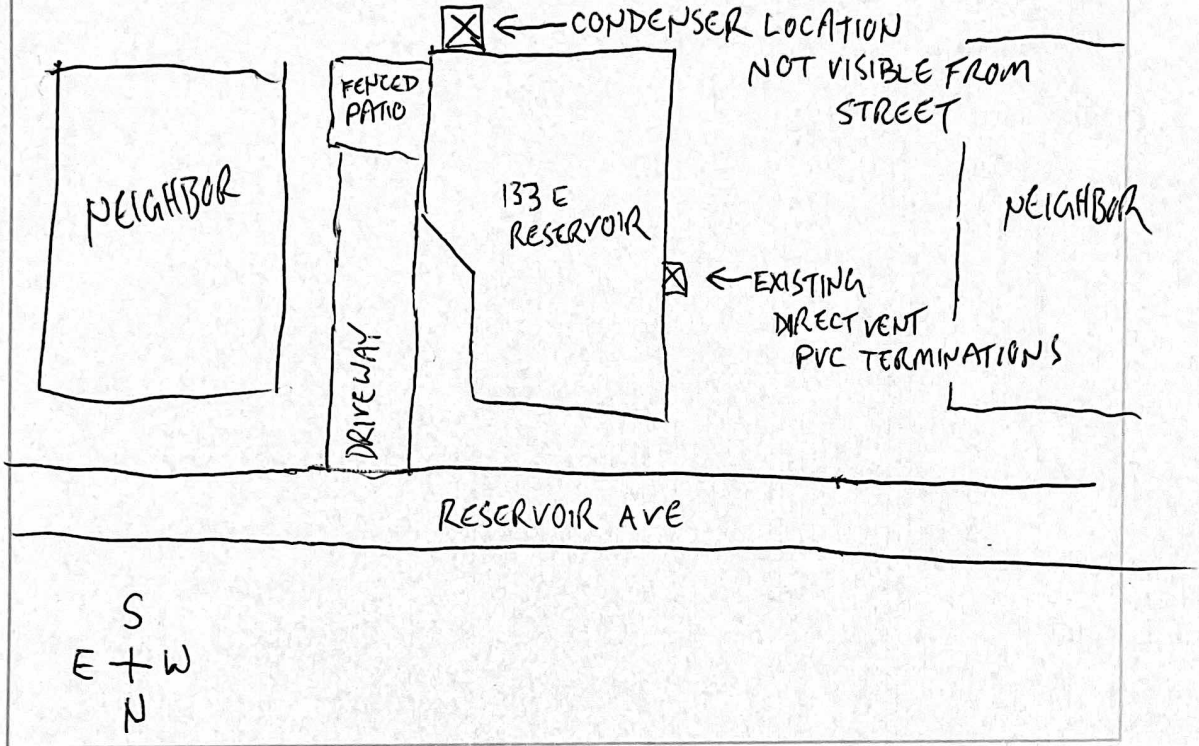 ← CONDENSER LOCATION
NOT VISIBLE FROM
STREET
FENCED
PATIO
NEIGHBOR
133 E
RESERVOIR
NEIGHBOR
← EXISTING
DIRECT VENT
PVC TERMINATIONS
DRIVEWAY
RESERVOIR AVE
S
E + W
N